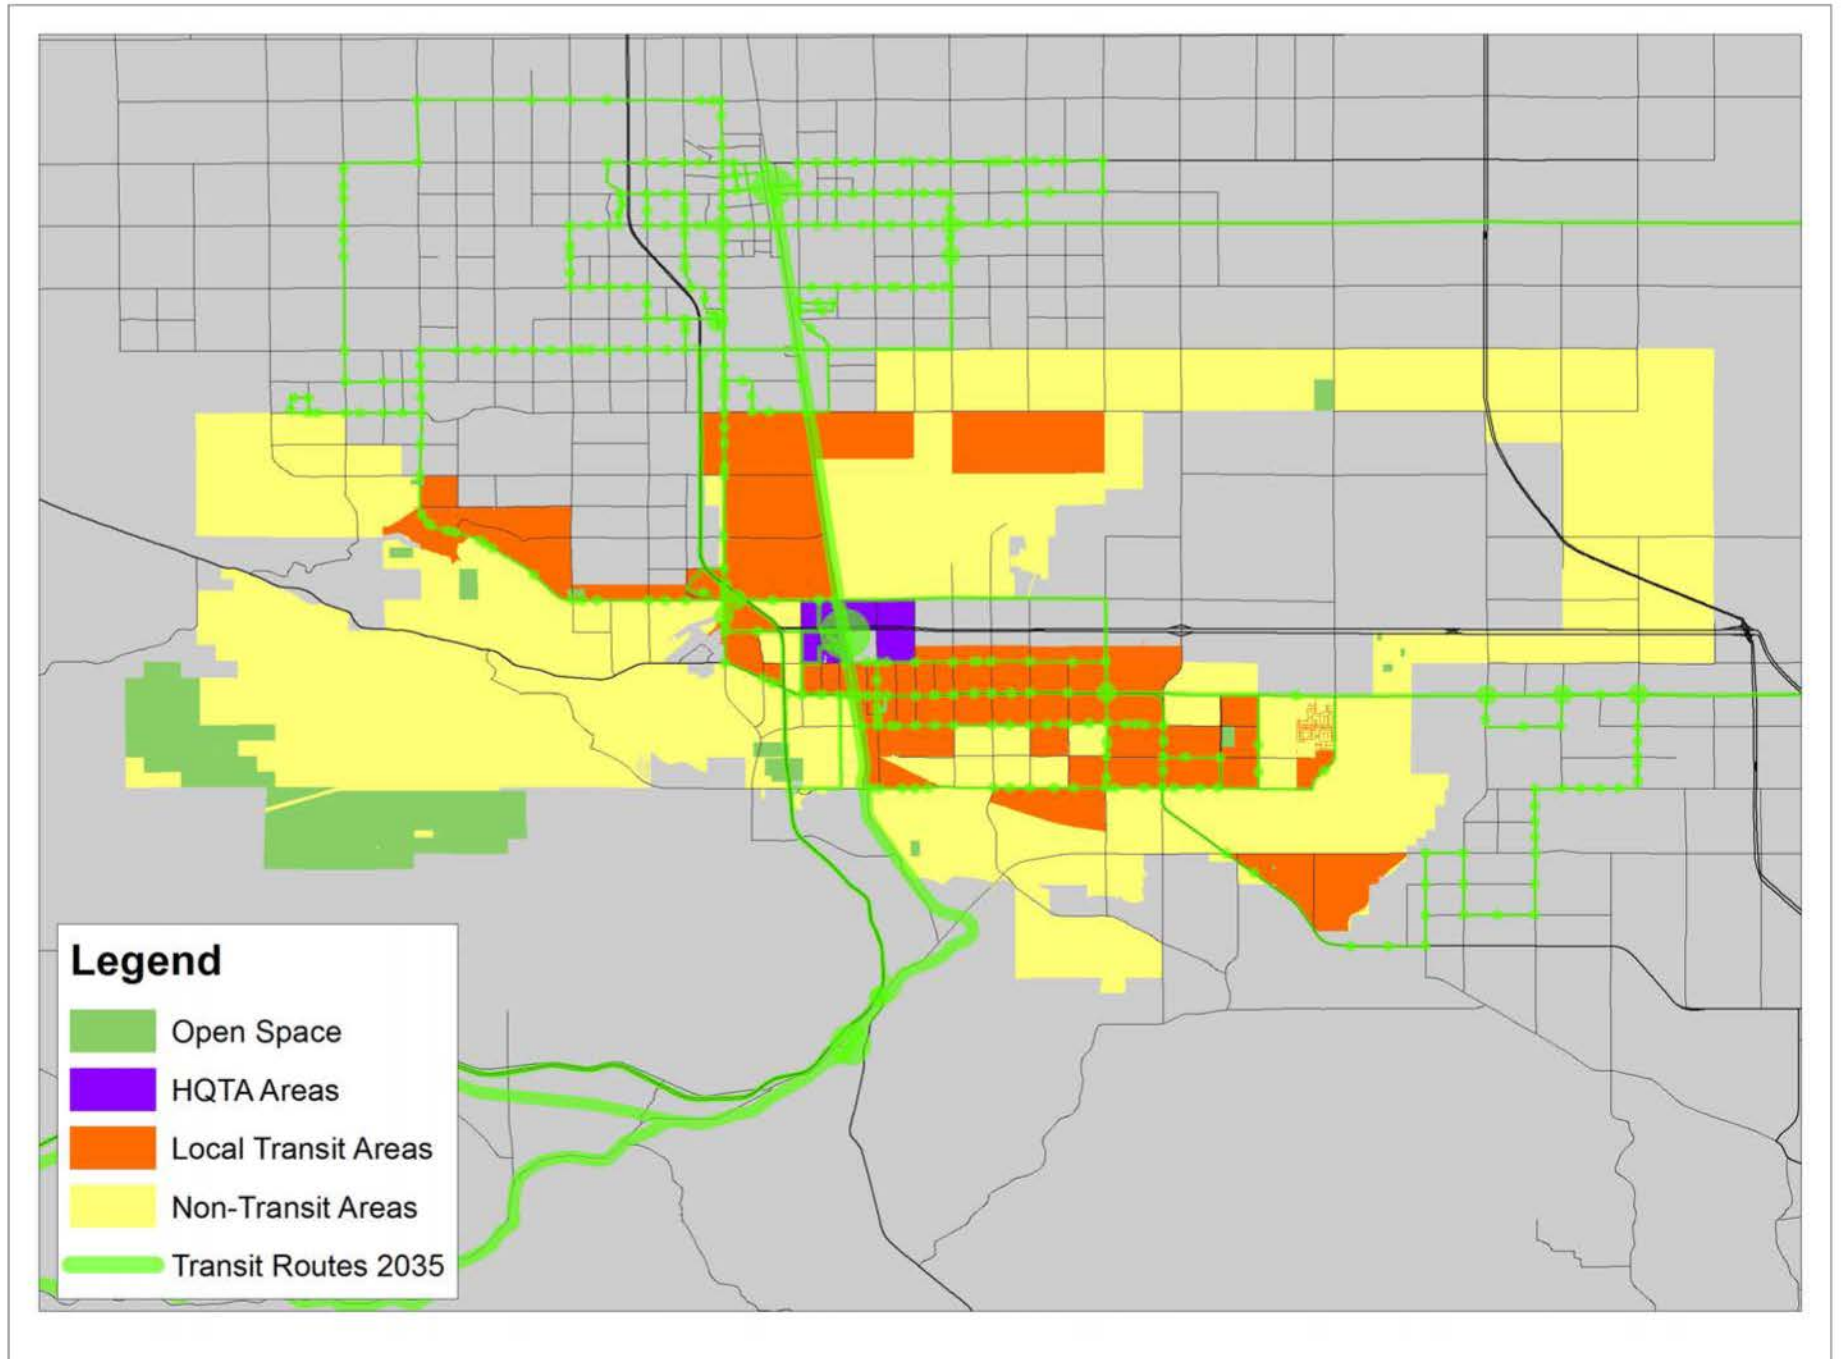 Legend
Open Space
HQTA Areas
Local Transit Areas
Non-Transit Areas
Transit Routes 2035